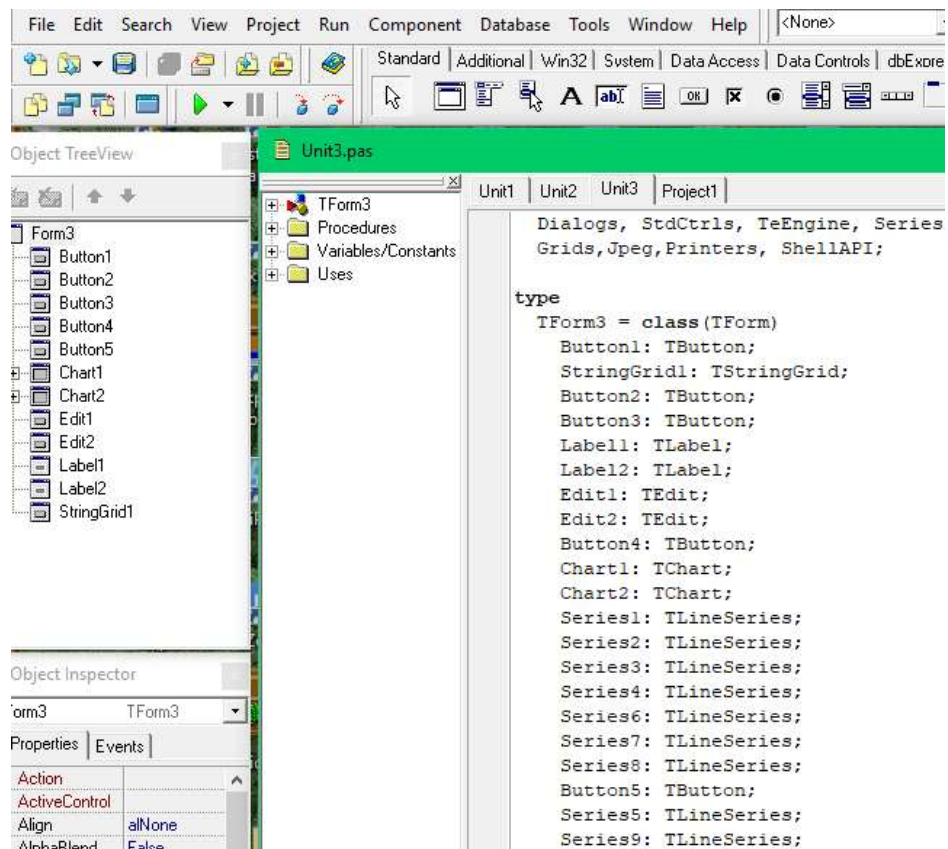 File Edit Search View Project Run Component Database Tools Window Help <None>
Standard Additional Win32 System Data Access Data Controls dbExpre
Object TreeView
Form3
Button1
Button2
Button3
Button4
Button5
Chart1
Chart2
Edit1
Edit2
Label1
Label2
StringGrid1
Object Inspector
Form3 TForm3
Properties Events
Action
ActiveControl
Align alNone
AlphaBlend False
Unit3.pas
TForm3
Procedures
Variables/Constants
Uses
Unit1 Unit2 Unit3 Project1
Dialogs, StdCtrls, TeEngine, Series
Grids,Jpeg,Printers, ShellAPI;
type
TForm3 = class(TForm)
Button1: TButton;
StringGrid1: TStringGrid;
Button2: TButton;
Button3: TButton;
Label1: TLabel;
Label2: TLabel;
Edit1: TEdit;
Edit2: TEdit;
Button4: TButton;
Chart1: TChart;
Chart2: TChart;
Series1: TLineSeries;
Series2: TLineSeries;
Series3: TLineSeries;
Series4: TLineSeries;
Series6: TLineSeries;
Series7: TLineSeries;
Series8: TLineSeries;
Button5: TButton;
Series5: TLineSeries;
Series9: TLineSeries;